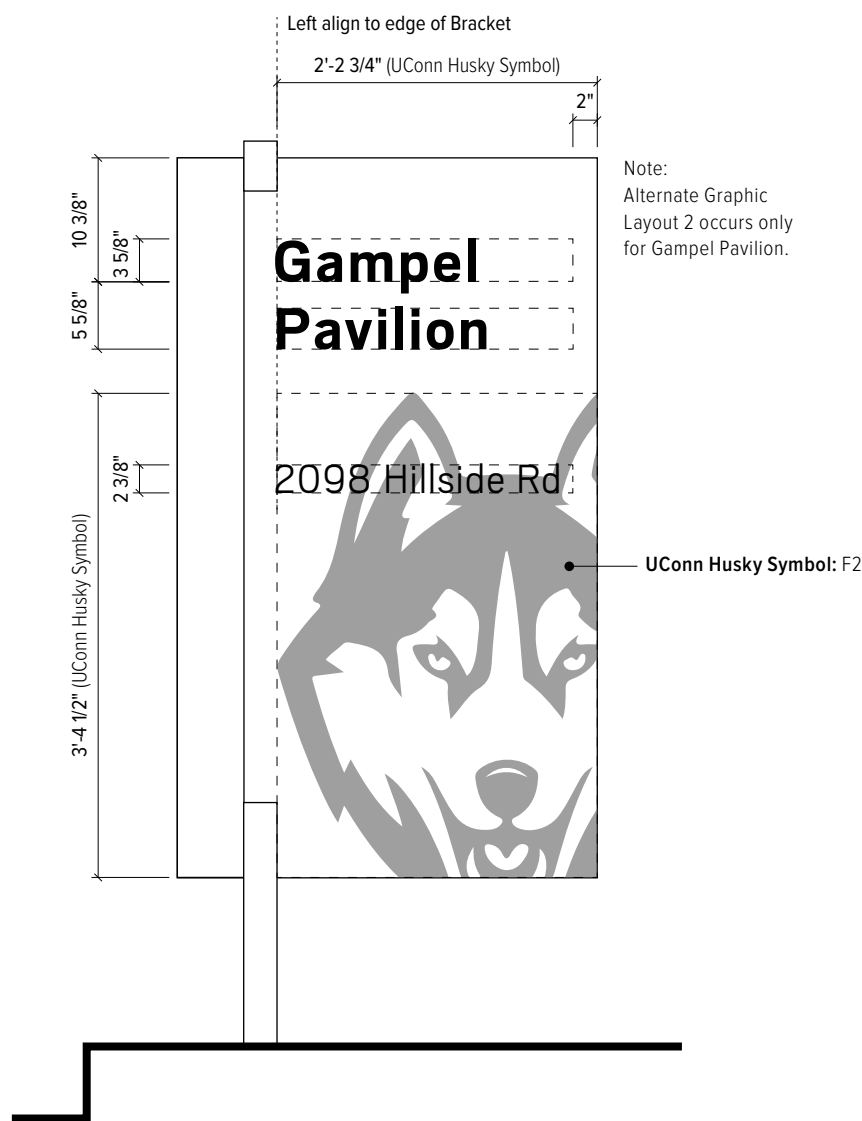 Left align to edge of Bracket
2'-2 3/4" (UConn Husky Symbol)
2"
Note:
Alternate Graphic
Layout 2 occurs only
for Gampel Pavilion.
10 3/8"
3 5/8"
Gampel
5 5/8"
Pavilion
2 3/8"
2098 Hillside Rd
3'-4 1/2" (UConn Husky Symbol)
UConn Husky Symbol: F2